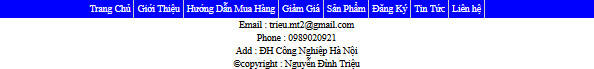 Trang Chủ Giới Thiệu Hướng Dẫn Mua Hàng Giảm Giá Sản Phẩm Đăng Ký Tin Tức Liên hệ
Email : trieu.mt2@gmail.com
Phone : 0989020921
Add : ĐH Công Nghiệp Hà Nội
©copyright : Nguyễn Đình Triệu